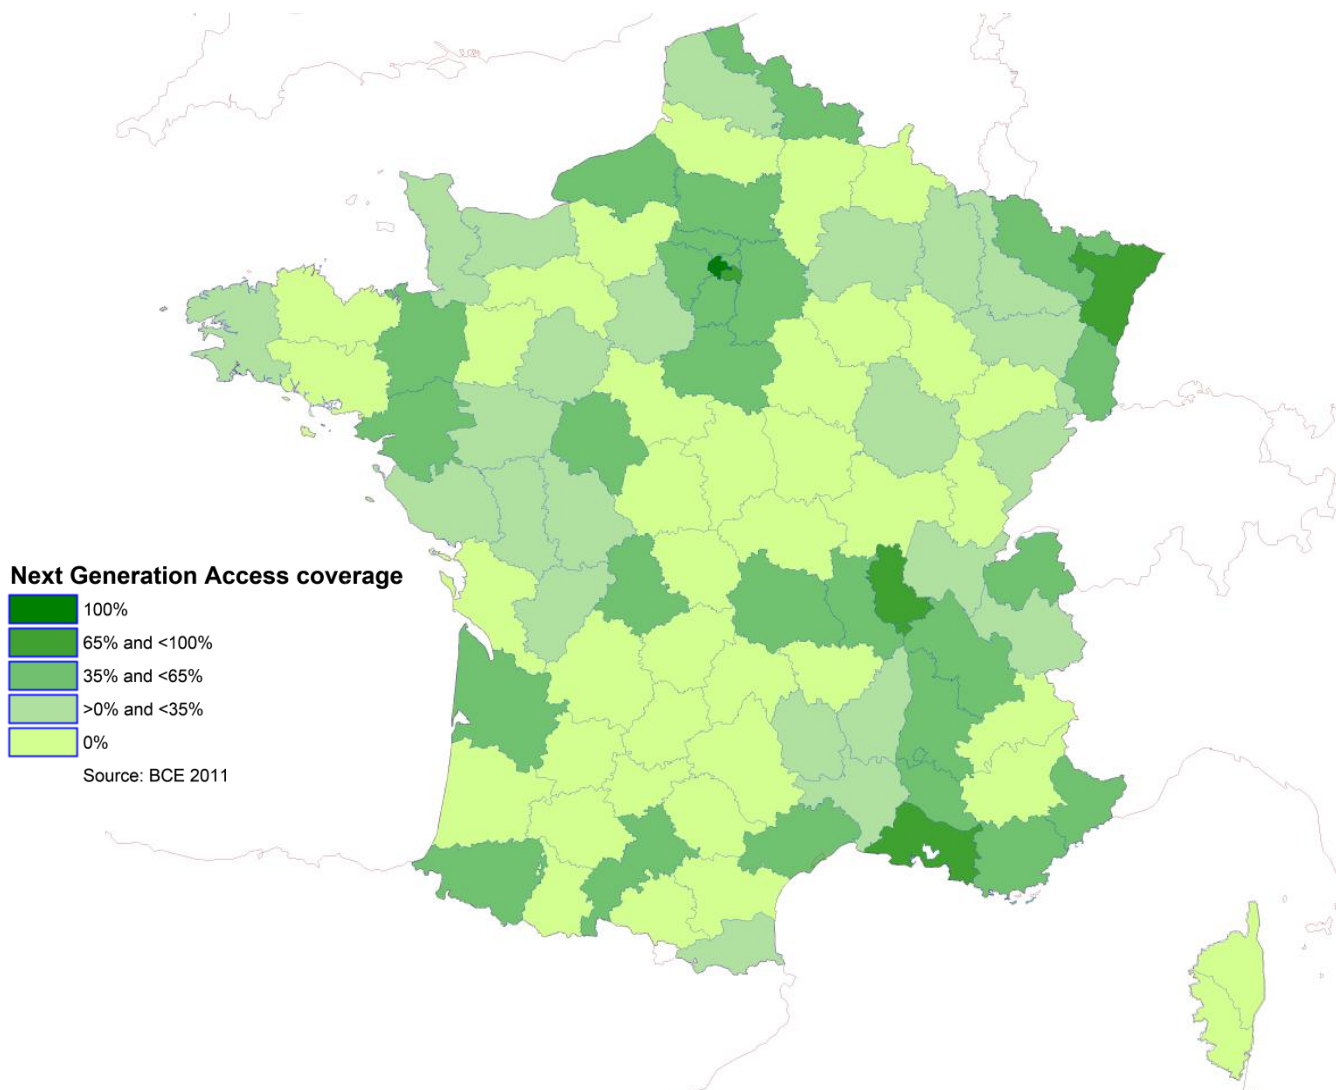 Next Generation Access coverage
100%
65% and <100%
35% and <65%
>0% and <35%
0%
Source: BCE 2011